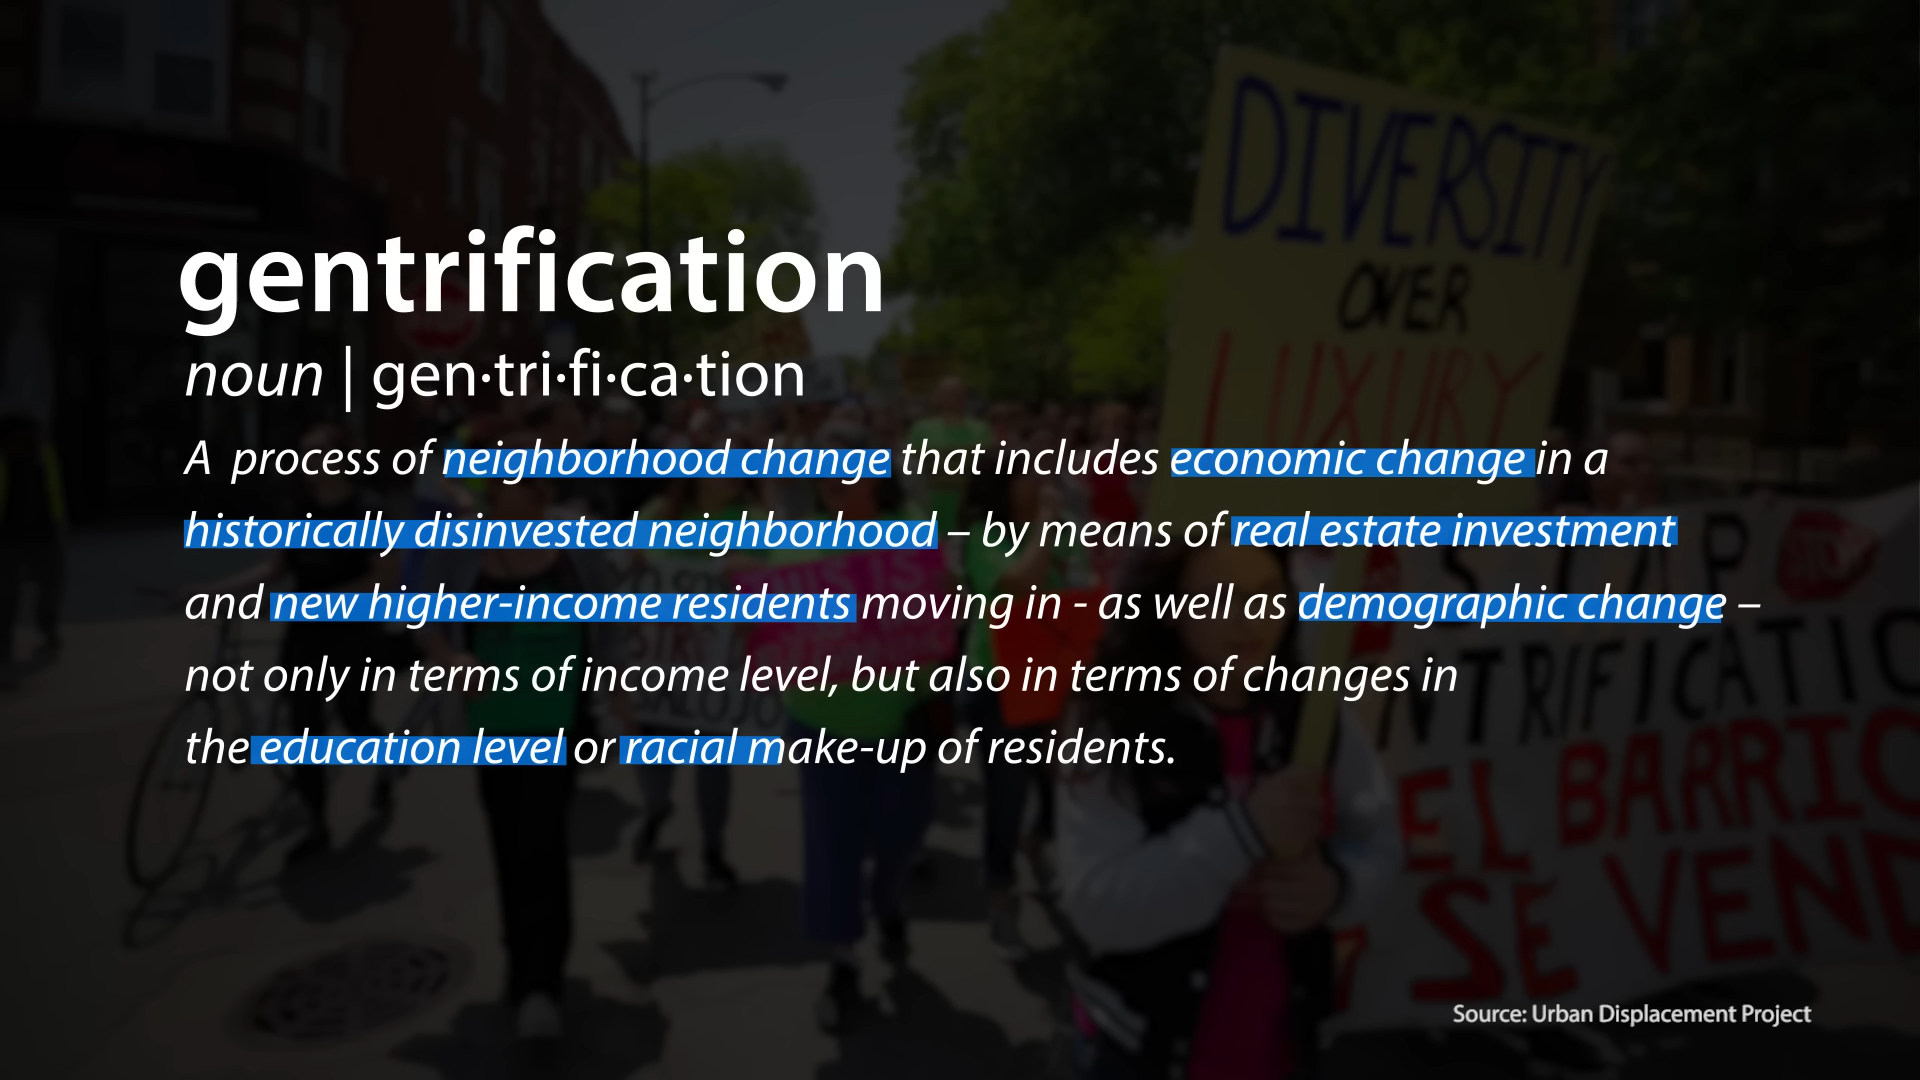 gentrification
noun | gen·tri·fi·ca·tion
A process of neighborhood change that includes economic change in a
historically disinvested neighborhood – by means of real estate investment
and new higher-income residents moving in - as well as demographic change –
not only in terms of income level, but also in terms of changes in
the education level or racial make-up of residents.
Source: Urban Displacement Project
DIVERSITY
OVER
LUXURY
STOP
NTRIFICATIO
EL BARRIO
SE VEND